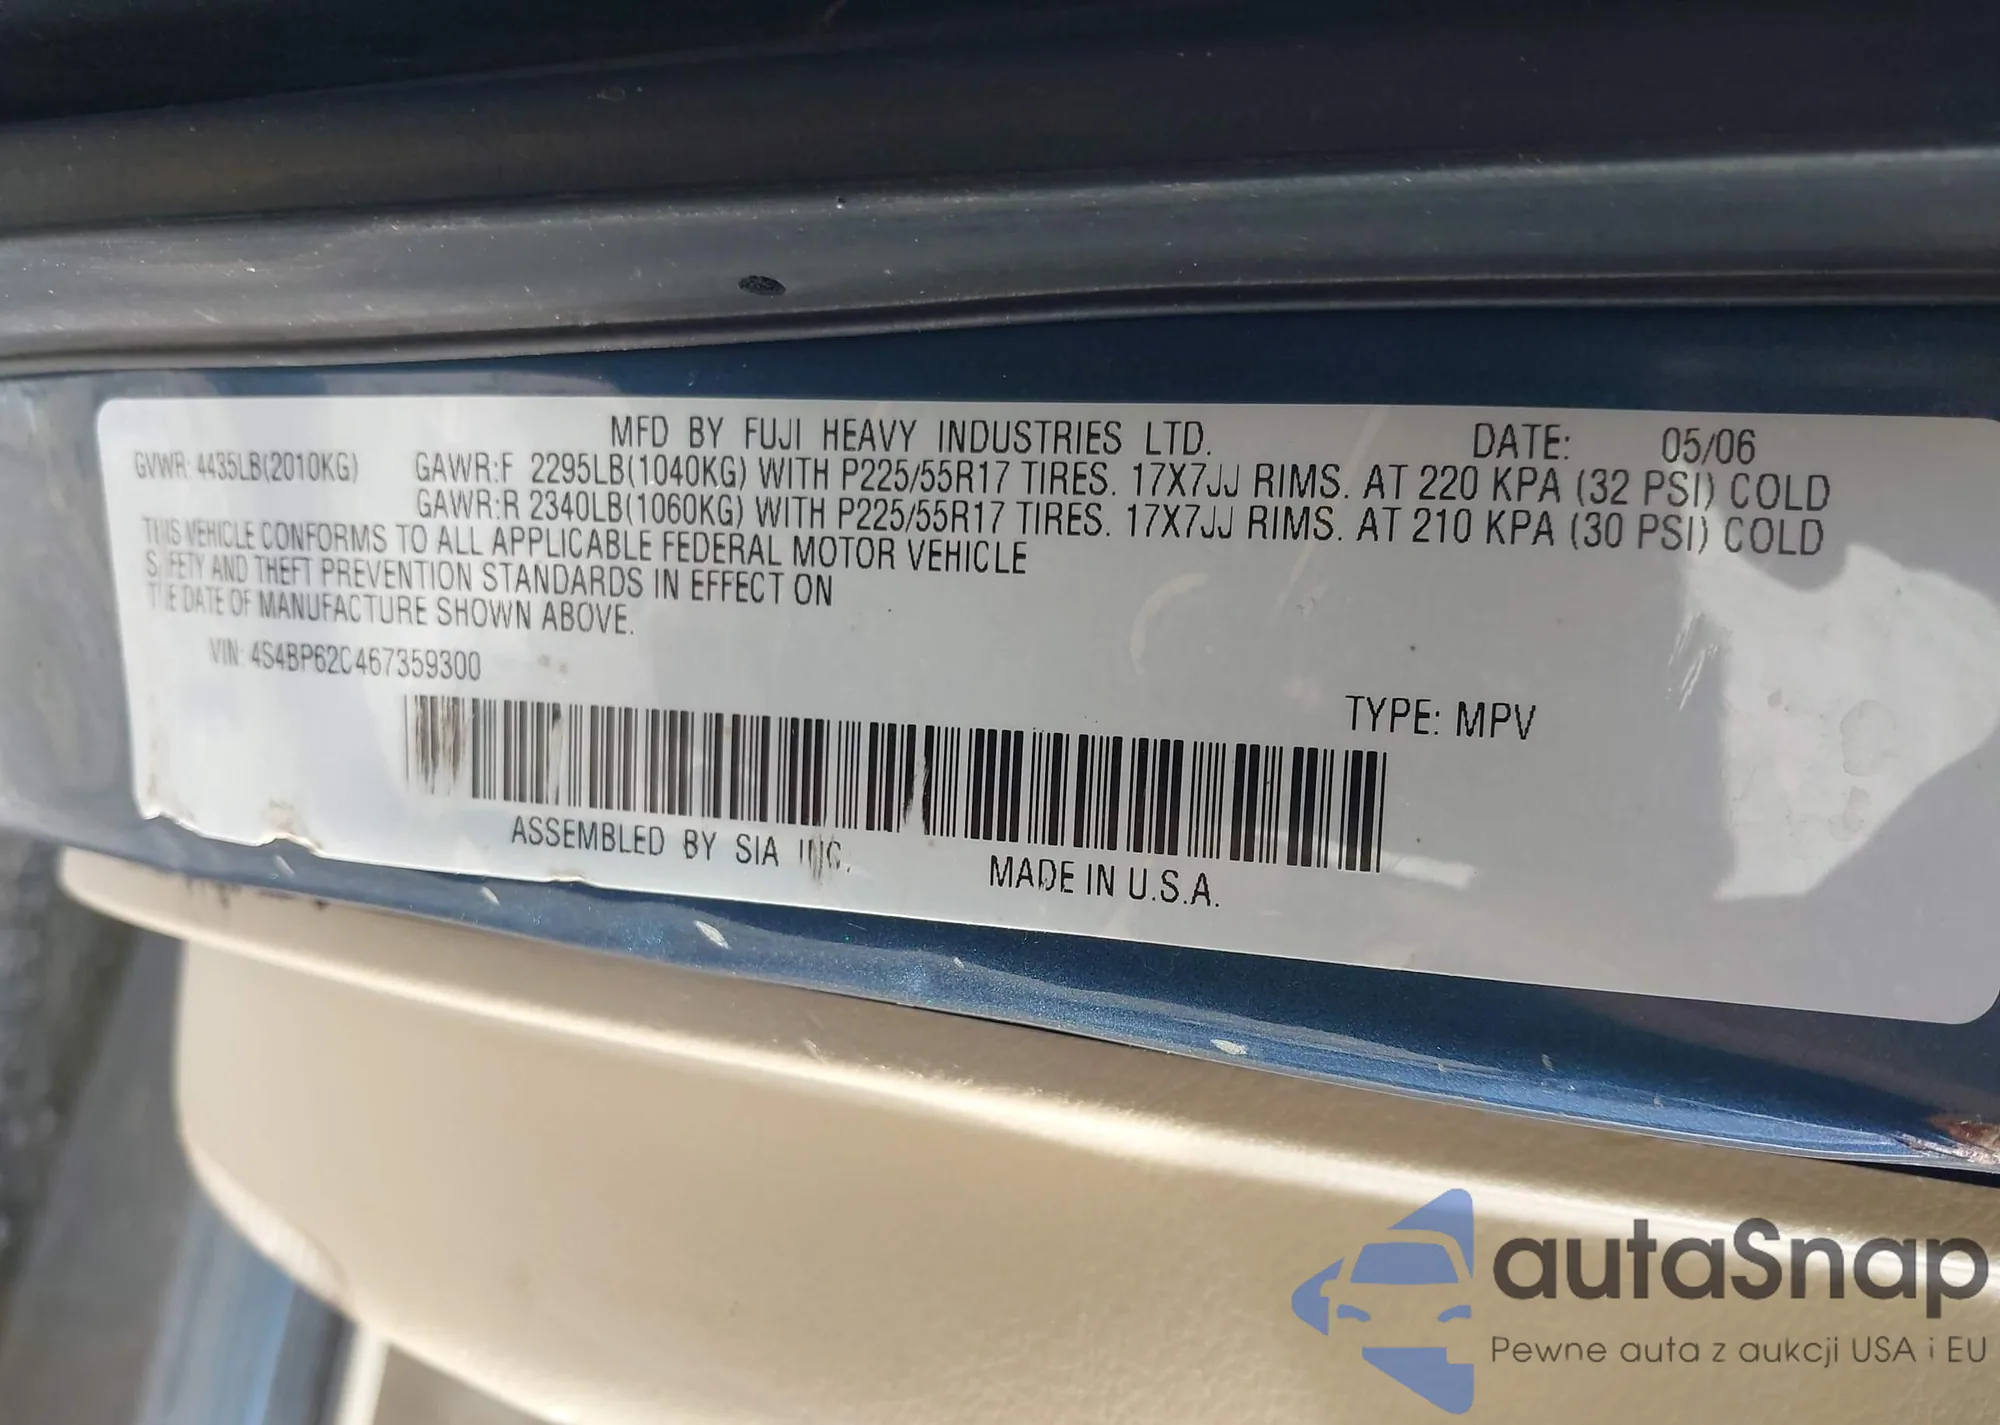 MFD BY FUJI HEAVY INDUSTRIES LTD. DATE: 05/06
GVWR: 4435LB(2010KG) GAWR:F 2295LB(1040KG) WITH P225/55R17 TIRES. 17X7JJ RIMS. AT 220 KPA (32 PSI) COLD
GAWR:R 2340LB(1060KG) WITH P225/55R17 TIRES. 17X7JJ RIMS. AT 210 KPA (30 PSI) COLD
THIS VEHICLE CONFORMS TO ALL APPLICABLE FEDERAL MOTOR VEHICLE
SAFETY AND THEFT PREVENTION STANDARDS IN EFFECT ON
THE DATE OF MANUFACTURE SHOWN ABOVE.
VIN: 4S4BP62C467359300
TYPE: MPV
ASSEMBLED BY SIA INC.
MADE IN U.S.A.
autaSnap
Pewne auta z aukcji USA i EU